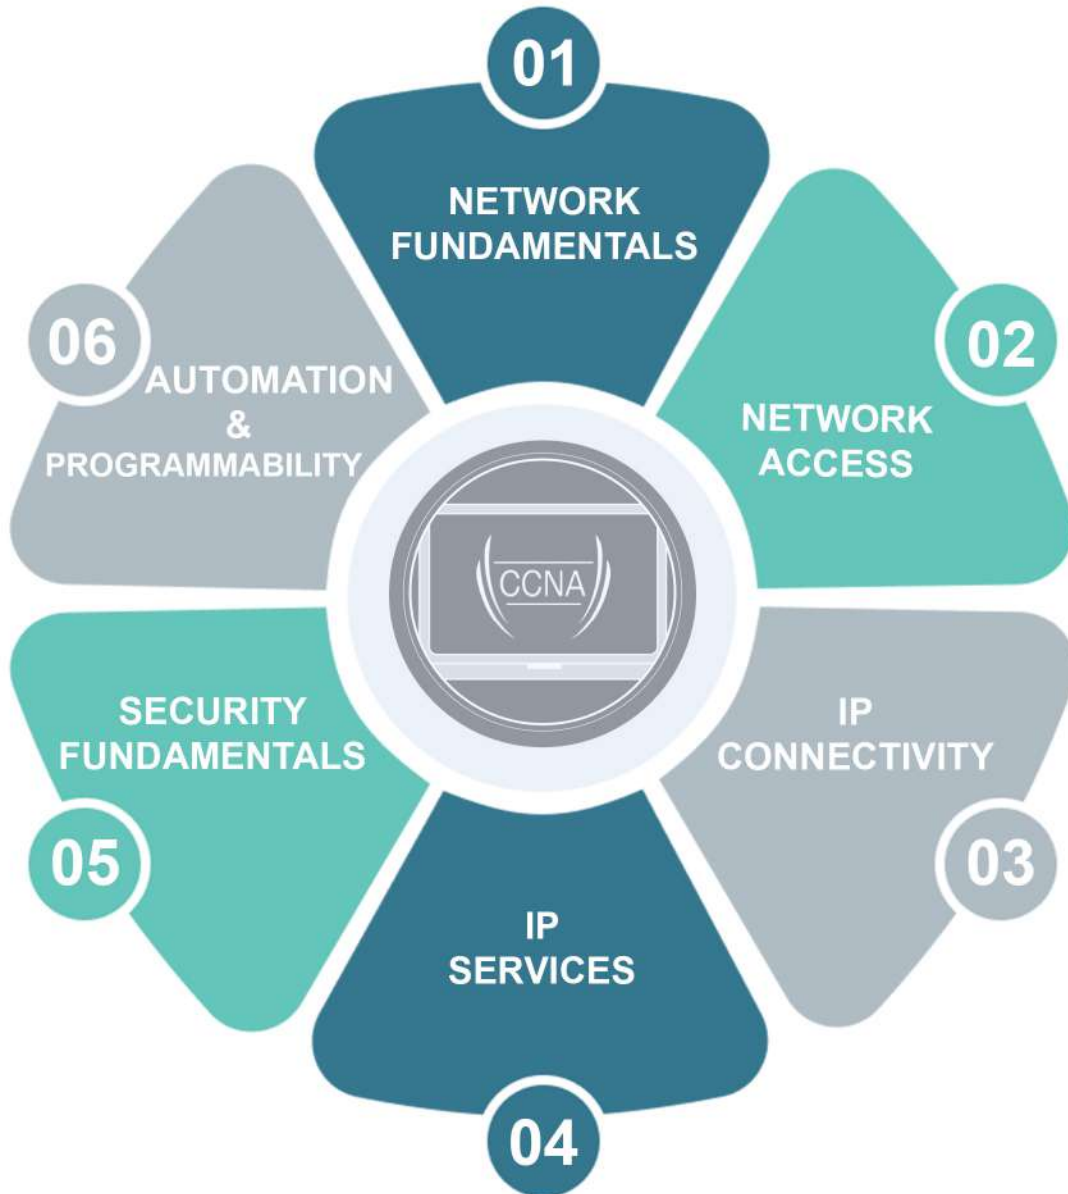 01
NETWORK
FUNDAMENTALS
02
NETWORK
ACCESS
03
IP
CONNECTIVITY
04
IP
SERVICES
05
SECURITY
FUNDAMENTALS
06
AUTOMATION
&
PROGRAMMABILITY
CCNA